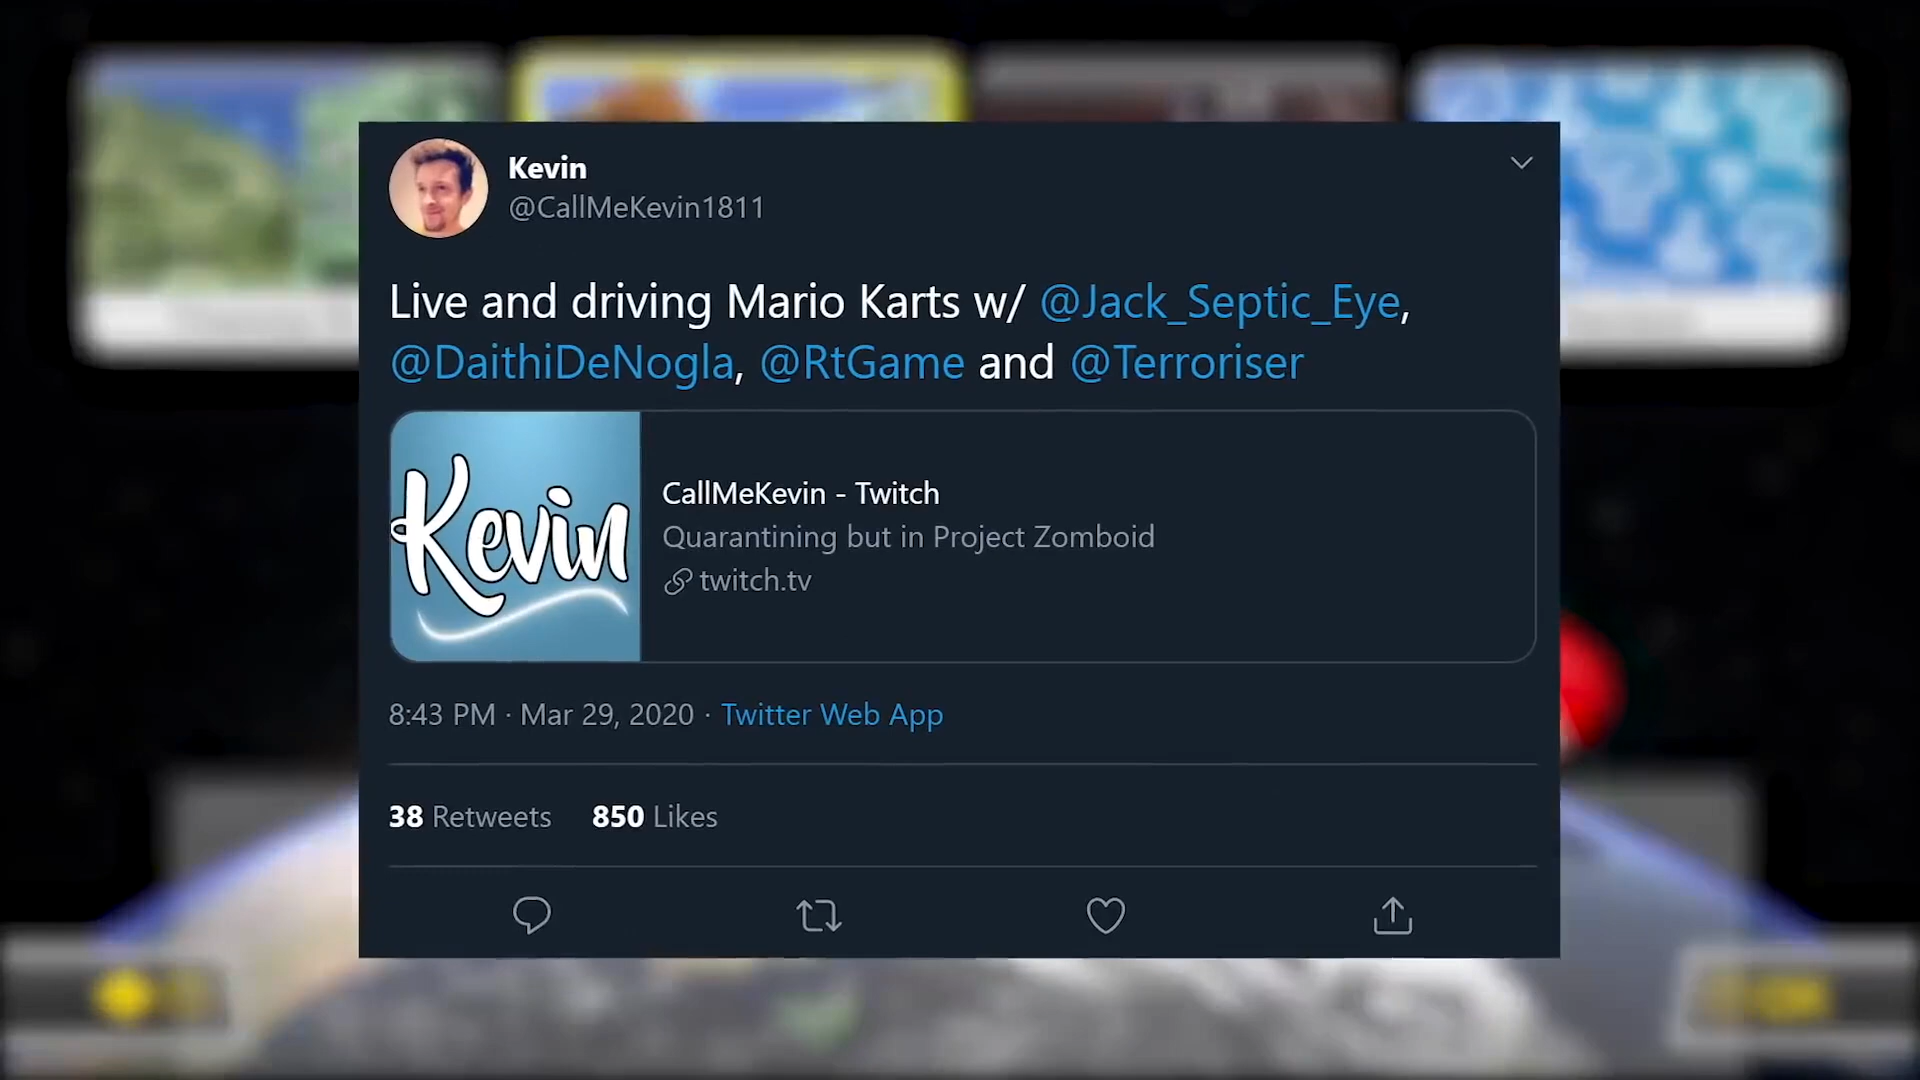 Kevin
@CallMeKevin1811
Live and driving Mario Karts w/ @Jack_Septic_Eye,
@DaithiDeNogla, @RtGame and @Terroriser
Kevin
CallMeKevin - Twitch
Quarantining but in Project Zomboid
twitch.tv
8:43 PM · Mar 29, 2020 · Twitter Web App
38 Retweets 850 Likes